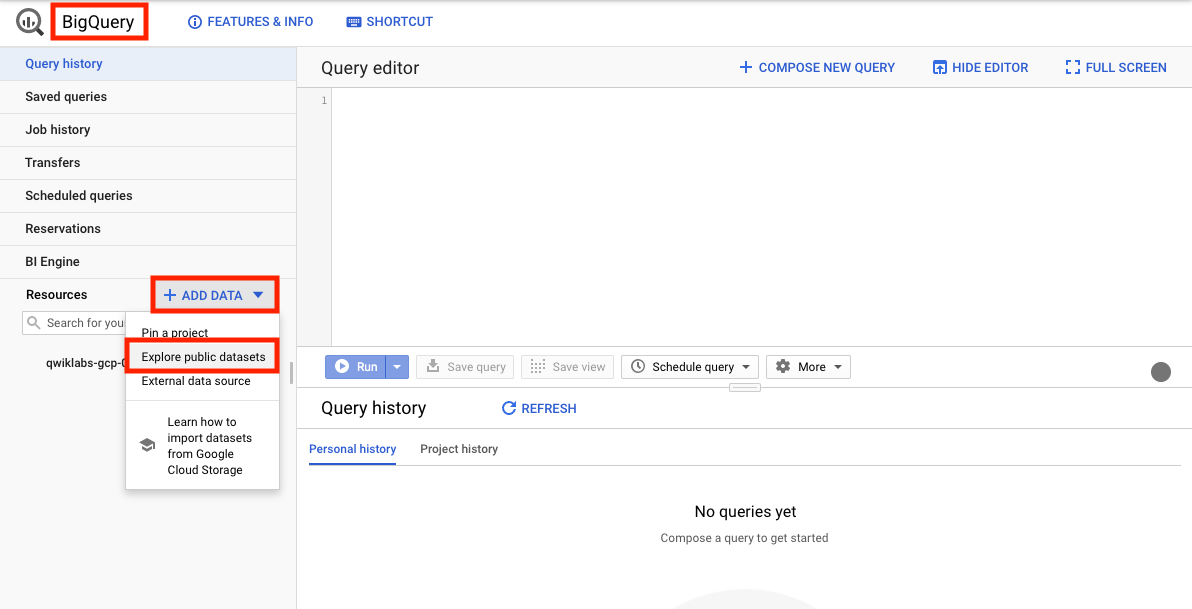 BigQuery
FEATURES & INFO
SHORTCUT
Query history
Saved queries
Job history
Transfers
Scheduled queries
Reservations
BI Engine
Resources
ADD DATA
Search for you
qwiklabs-gcp-0
Pin a project
Explore public datasets
External data source
Learn how to
import datasets
from Google
Cloud Storage
Query editor
COMPOSE NEW QUERY
HIDE EDITOR
FULL SCREEN
1
Run
Save query
Save view
Schedule query
More
Query history
REFRESH
Personal history
Project history
No queries yet
Compose a query to get started